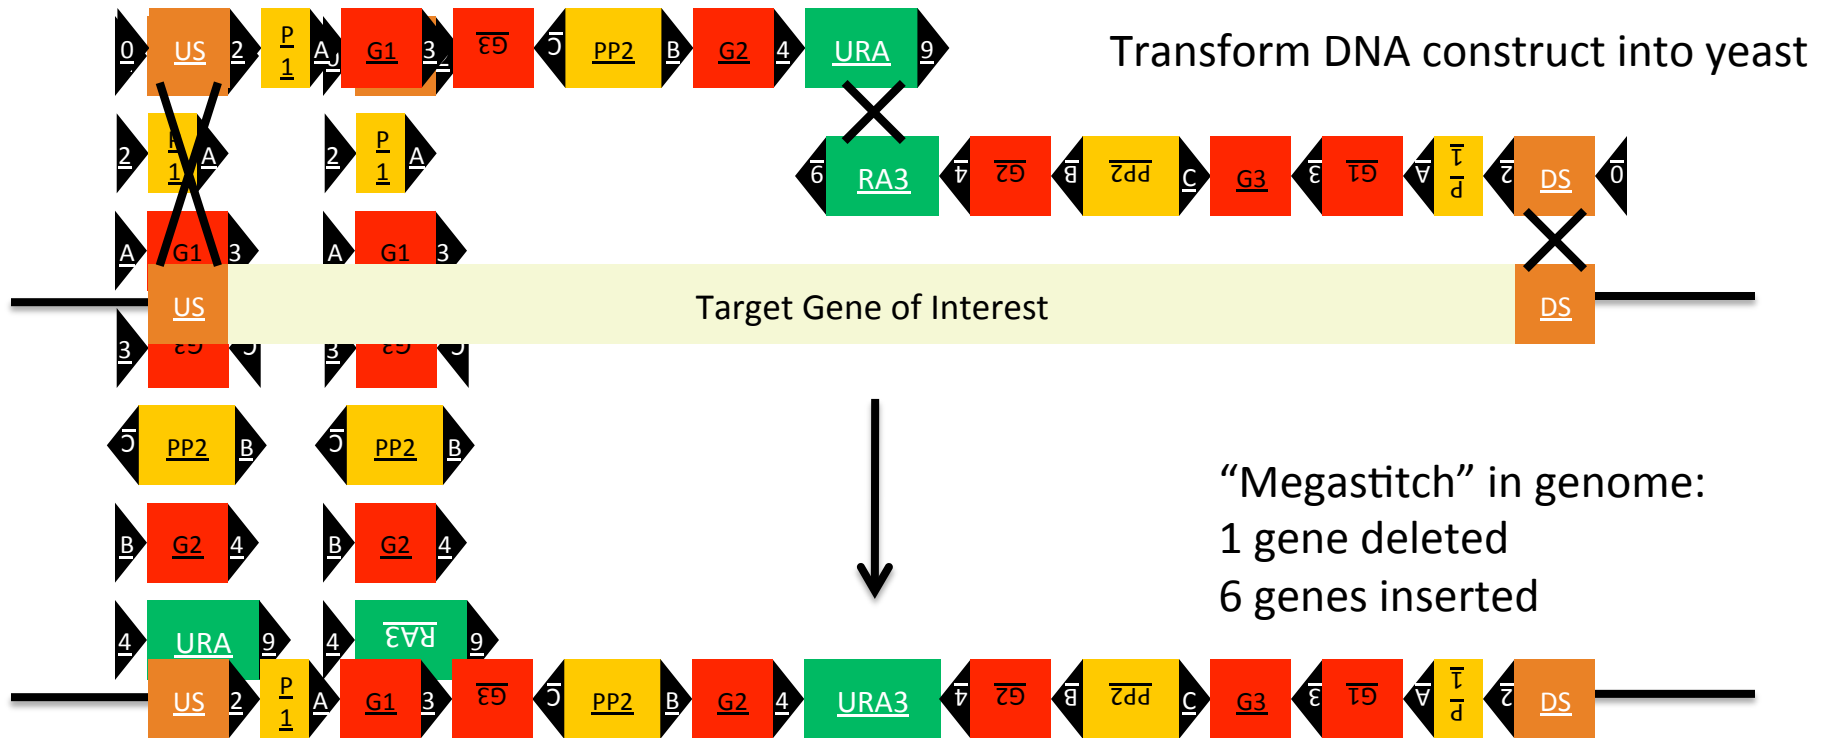 0 US 2 P 1 A G1 3 G3 C PP2 B G2 4 URA 9
Transform DNA construct into yeast
2 P 1 A 2 P 1 A
9 RA3 4 G2 B PP2 C G3 3 G1 A P 1 2 DS 0
A G1 3 A G1 3
US Target Gene of Interest DS
3 G3 C 3 G3 C
C PP2 B C PP2 B
"Megastitch" in genome:
1 gene deleted
6 genes inserted
B G2 4 B G2 4
4 URA 9 4 RA3 9
US 2 P 1 A G1 3 G3 C PP2 B G2 4 URA3 4 G2 B PP2 C G3 3 G1 A P 1 2 DS